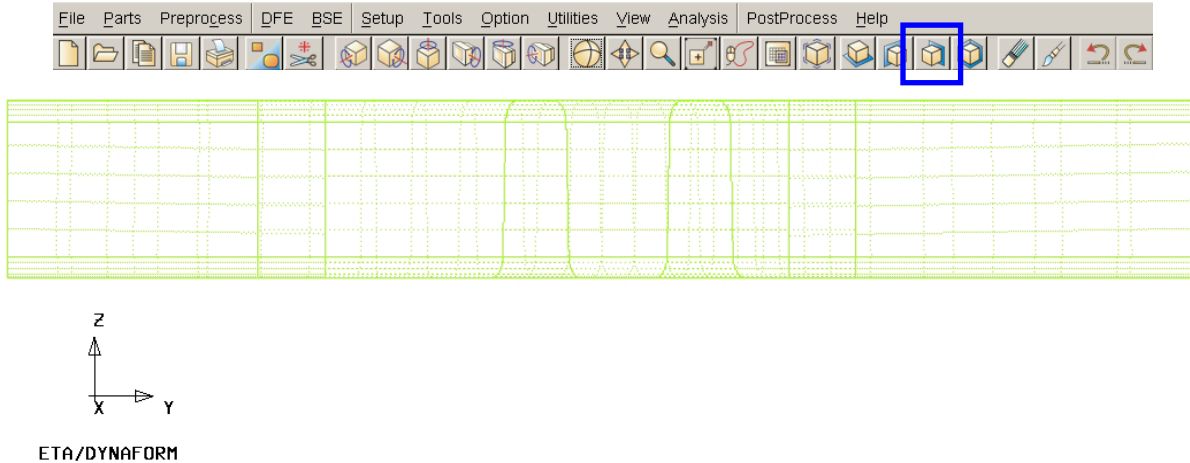 File Parts Preprocess DFE BSE Setup Tools Option Utilities View Analysis PostProcess Help
Z
X Y
ETA/DYNAFORM